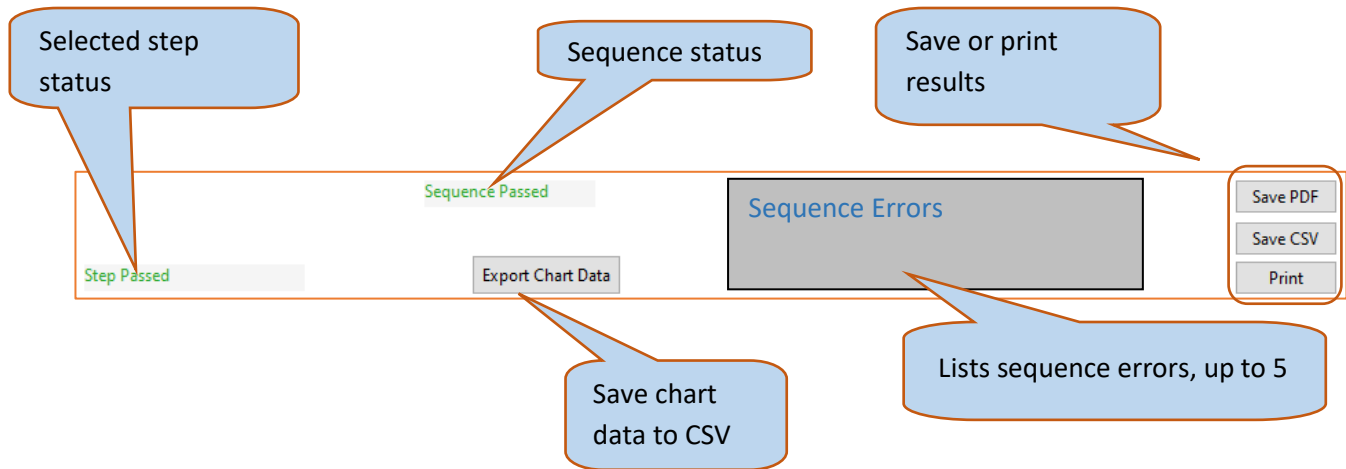 Selected step
status
Sequence status
Save or print
results
Sequence Passed
Sequence Errors
Save PDF
Save CSV
Step Passed
Export Chart Data
Print
Lists sequence errors, up to 5
Save chart
data to CSV